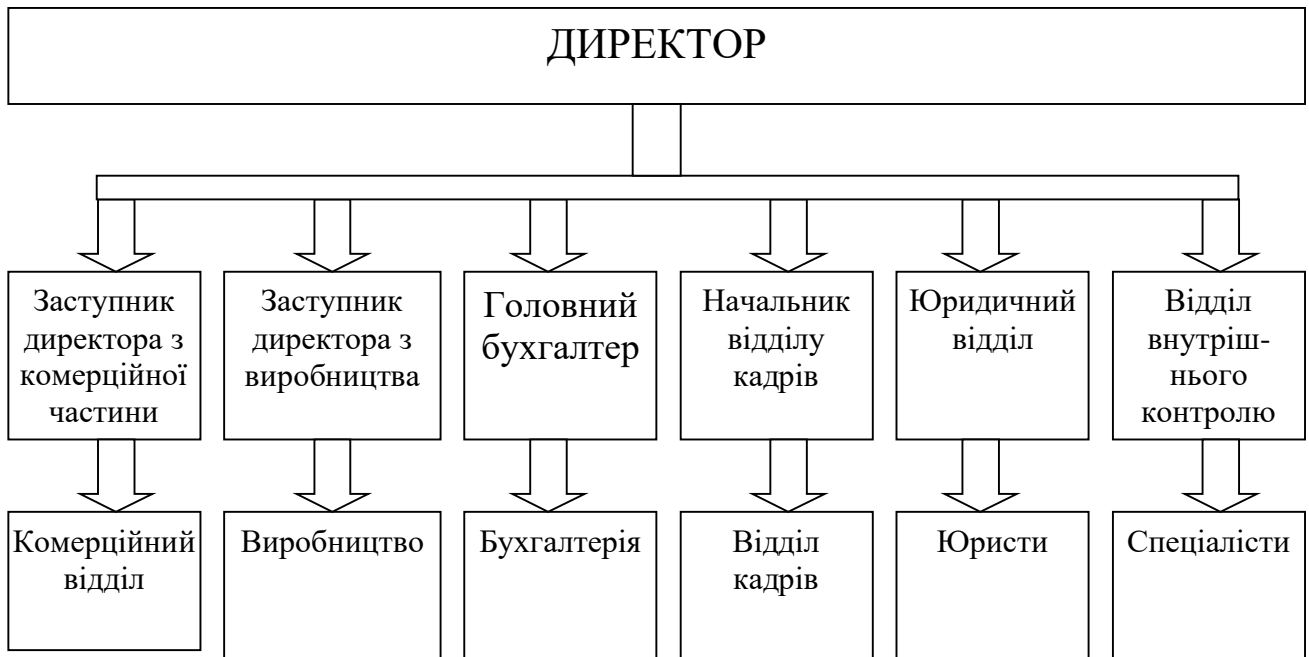 ДИРЕКТОР
Заступник
директора з
комерційної
частини
Заступник
директора з
виробництва
Головний
бухгалтер
Начальник
відділу
кадрів
Юридичний
відділ
Відділ
внутріш-
нього
контролю
Комерційний
відділ
Виробництво
Бухгалтерія
Відділ
кадрів
Юристи
Спеціалісти